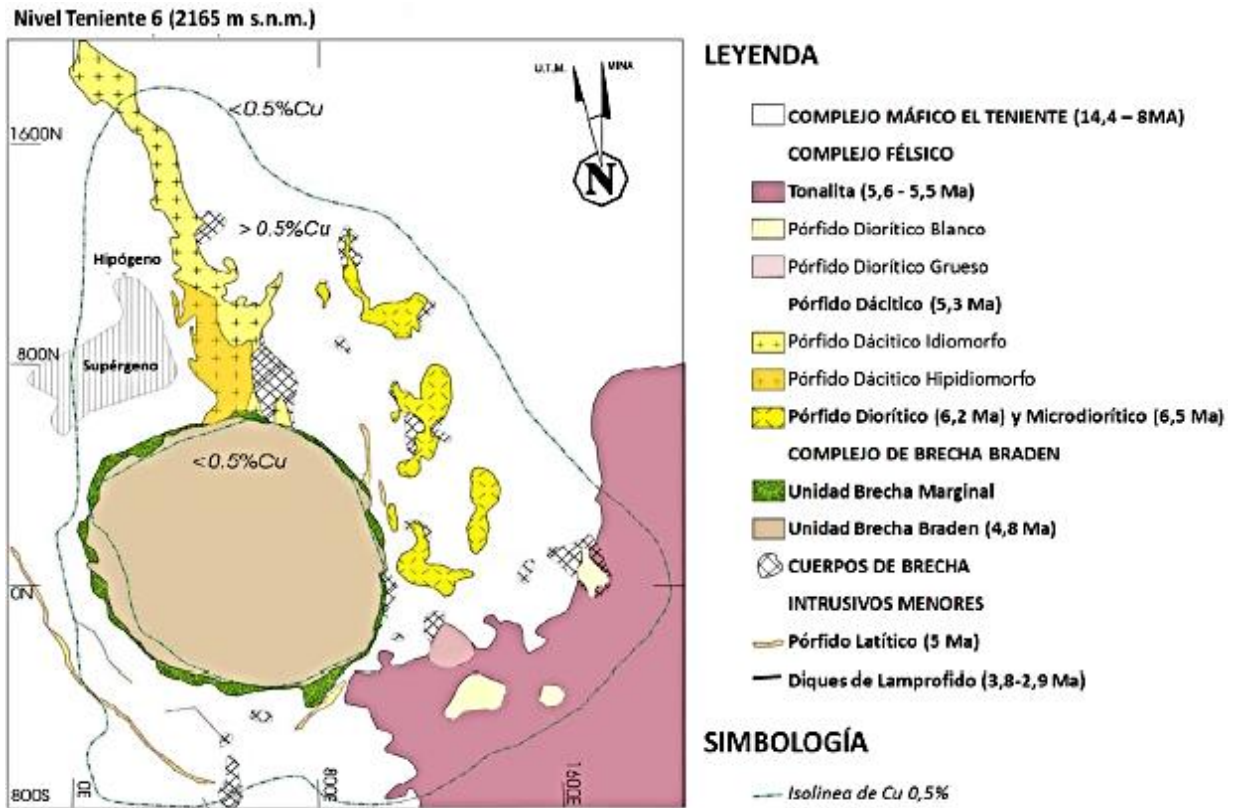 Nivel Teniente 6 (2165 m s.n.m.)
U.T.M.
MINA
N
<0.5%Cu
1600N
>0.5%Cu
Hipógeno
800N
Supérgeno
<0.5%Cu
0N
800S
0E
800E
1600E
LEYENDA
COMPLEJO MÁFICO EL TENIENTE (14,4 – 8MA)
COMPLEJO FÉLSICO
Tonalita (5,6 - 5,5 Ma)
Pórfido Diorítico Blanco
Pórfido Diorítico Grueso
Pórfido Dácitico (5,3 Ma)
Pórfido Dácitico Idiomorfo
Pórfido Dácitico Hipidiomorfo
Pórfido Diorítico (6,2 Ma) y Microdiorítico (6,5 Ma)
COMPLEJO DE BRECHA BRADEN
Unidad Brecha Marginal
Unidad Brecha Braden (4,8 Ma)
CUERPOS DE BRECHA
INTRUSIVOS MENORES
Pórfido Latítico (5 Ma)
Diques de Lamprofido (3,8-2,9 Ma)
SIMBOLOGÍA
Isolinea de Cu 0,5%